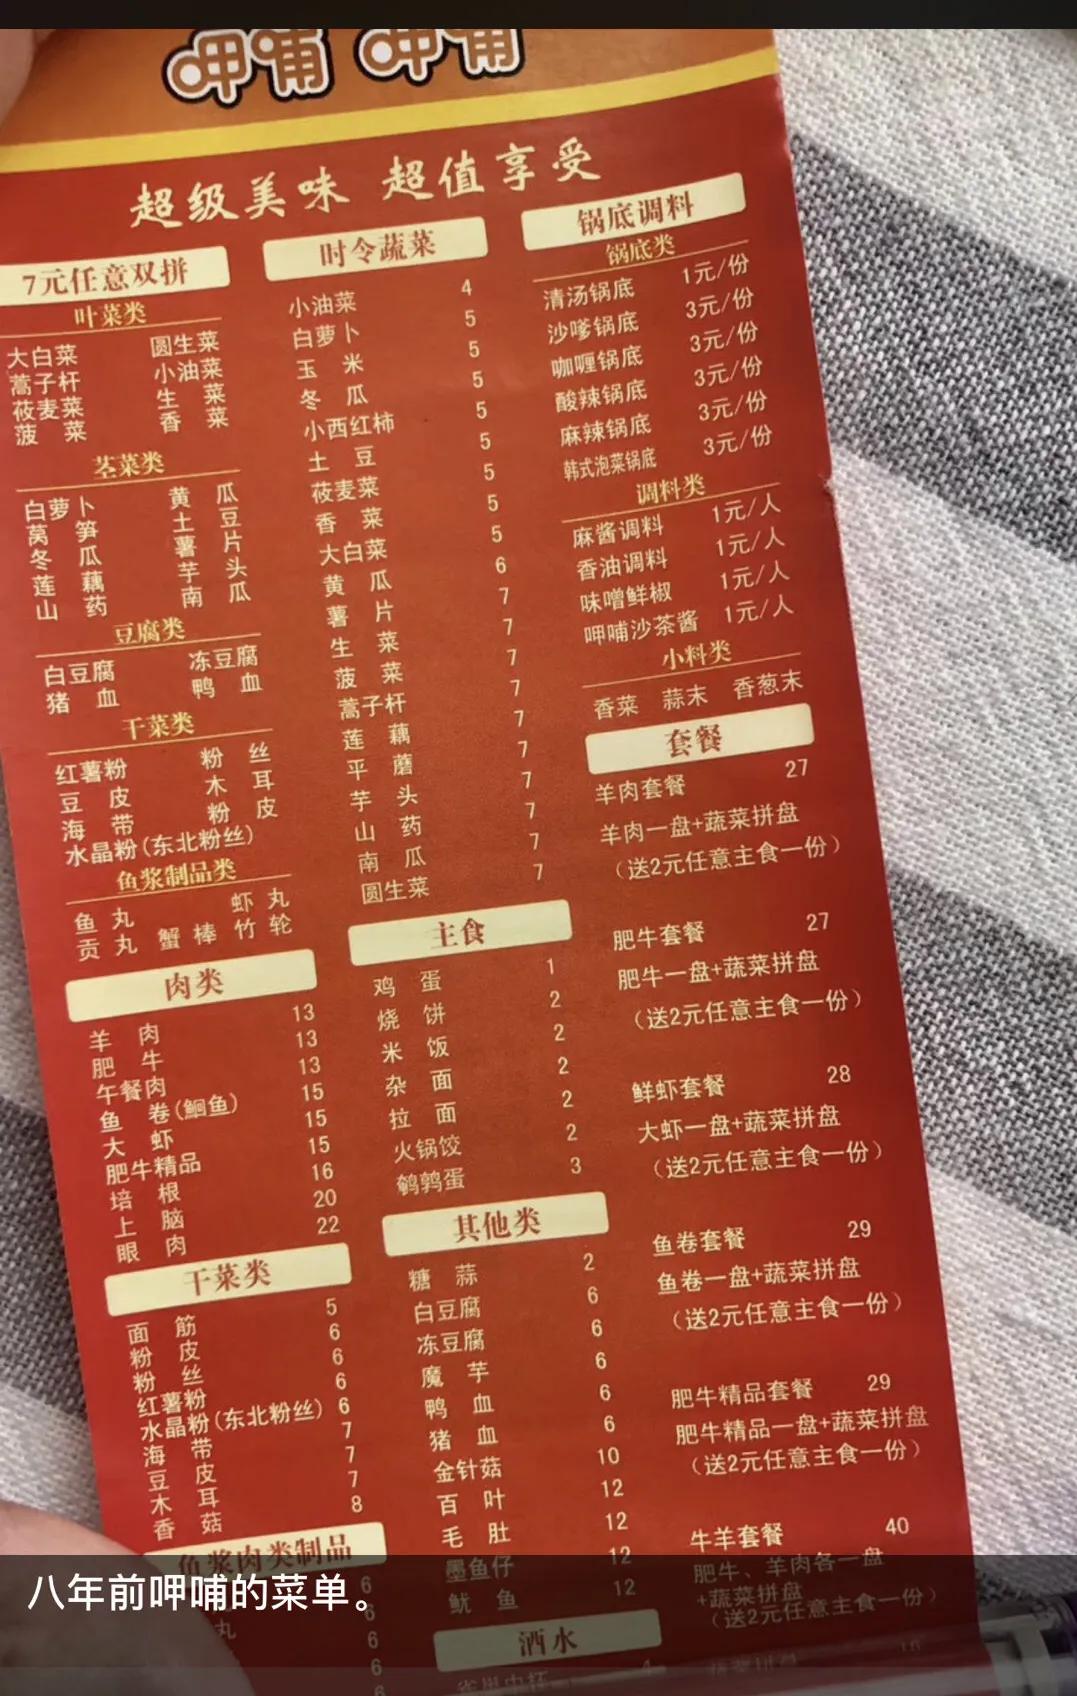 呷哺 呷哺
超级美味 超值享受
7元任意双拼
叶菜类
大白菜 圆生菜
蒿子杆 小油菜
莜麦菜 生菜
菠菜 香菜
茎菜类
白萝卜 黄瓜
莴笋 土豆
冬瓜 薯片
莲藕 芋头
山药 南瓜
豆腐类
白豆腐 冻豆腐
猪血 鸭血
干菜类
红薯粉 粉丝
豆皮 木耳
海带 粉皮
水晶粉(东北粉丝)
鱼浆制品类
鱼丸 虾丸
贡丸 蟹棒 竹轮
肉类
羊肉 13
肥牛 13
午餐肉 13
鱼卷(鮰鱼) 15
大虾 15
肥牛精品 15
培根 16
上脑 20
眼肉 22
干菜类
面筋 5
粉皮 6
粉丝 6
红薯粉 6
水晶粉(东北粉丝) 6
海带 7
豆皮 7
木耳 7
香菇 8
鱼浆肉类制品
6
丸 6
6
6
6
时令蔬菜
小油菜 4
白萝卜 5
玉米 5
冬瓜 5
小西红柿 5
土豆 5
莜麦菜 5
香菜 5
大白菜 5
黄瓜 6
薯片 7
生菜 7
菠菜 7
蒿子杆 7
莲藕 7
平蘑 7
芋头 7
山药 7
南瓜 7
圆生菜 7
主食
鸡蛋 1
烧饼 2
米饭 2
杂面 2
拉面 2
火锅饺 2
鹌鹑蛋 3
其他类
糖蒜 2
白豆腐 6
冻豆腐 6
魔芋 6
鸭血 6
猪血 6
金针菇 10
百叶 12
毛肚 12
墨鱼仔 12
鱿鱼 12
酒水
4
锅底调料
锅底类
清汤锅底 1元/份
沙嗲锅底 3元/份
咖喱锅底 3元/份
酸辣锅底 3元/份
麻辣锅底 3元/份
韩式泡菜锅底 3元/份
调料类
麻酱调料 1元/人
香油调料 1元/人
味噌鲜椒 1元/人
呷哺沙茶酱 1元/人
小料类
香菜 蒜末 香葱末
套餐
羊肉套餐 27
羊肉一盘+蔬菜拼盘
(送2元任意主食一份)
肥牛套餐 27
肥牛一盘+蔬菜拼盘
(送2元任意主食一份)
鲜虾套餐 28
大虾一盘+蔬菜拼盘
(送2元任意主食一份)
鱼卷套餐 29
鱼卷一盘+蔬菜拼盘
(送2元任意主食一份)
肥牛精品套餐 29
肥牛精品一盘+蔬菜拼盘
(送2元任意主食一份)
牛羊套餐 40
肥牛、羊肉各一盘
+蔬菜拼盘
(送2元任意主食一份)
八年前呷哺的菜单。